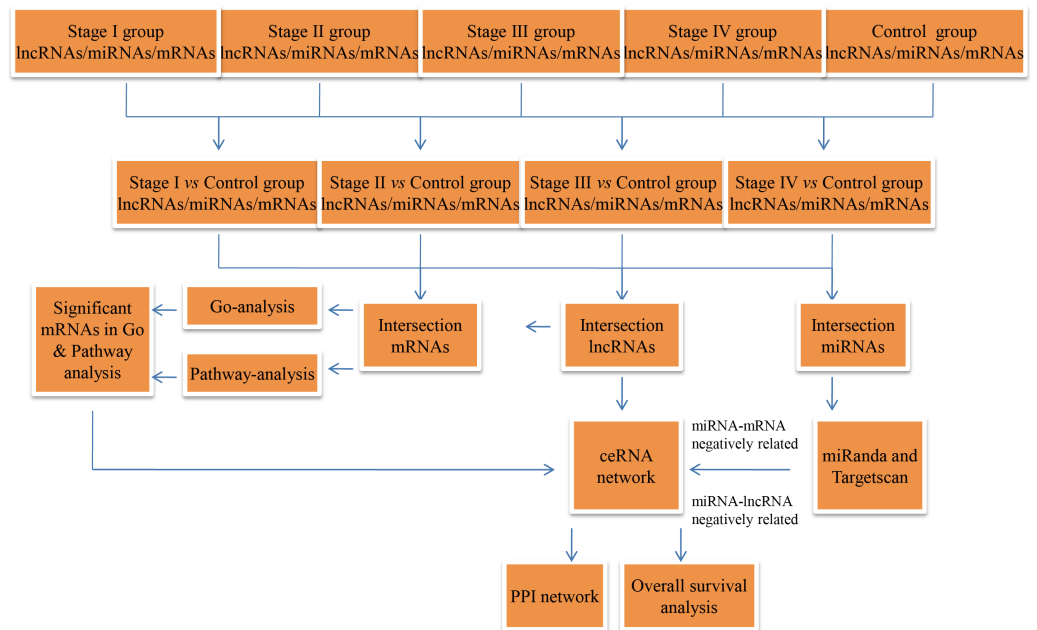 Stage I group
lncRNAs/miRNAs/mRNAs
Stage II group
lncRNAs/miRNAs/mRNAs
Stage III group
lncRNAs/miRNAs/mRNAs
Stage IV group
lncRNAs/miRNAs/mRNAs
Control group
lncRNAs/miRNAs/mRNAs
Stage I vs Control group
lncRNAs/miRNAs/mRNAs
Stage II vs Control group
lncRNAs/miRNAs/mRNAs
Stage III vs Control group
lncRNAs/miRNAs/mRNAs
Stage IV vs Control group
lncRNAs/miRNAs/mRNAs
Significant
mRNAs in Go
& Pathway
analysis
Go-analysis
Pathway-analysis
Intersection
mRNAs
Intersection
lncRNAs
Intersection
miRNAs
ceRNA
network
miRNA-mRNA
negatively related
miRNA-lncRNA
negatively related
miRanda and
Targetscan
PPI network
Overall survival
analysis